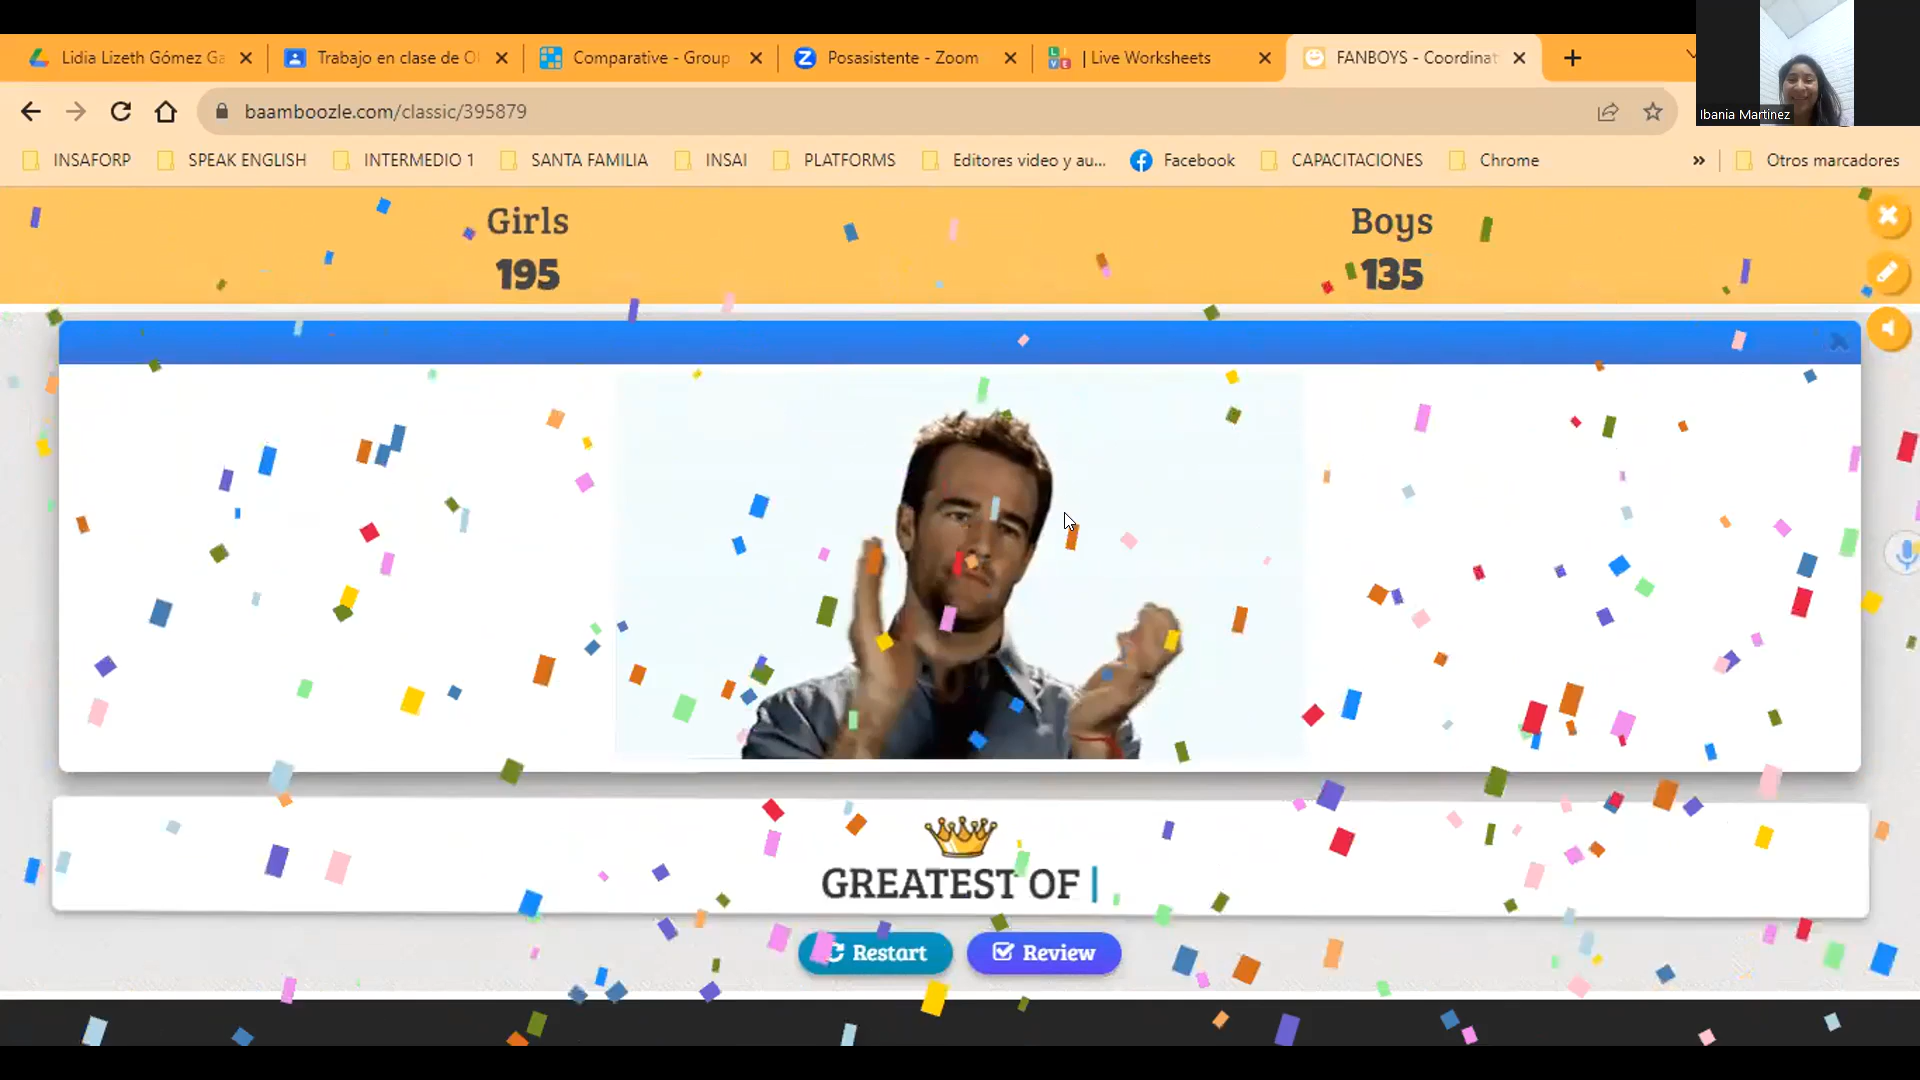 Lidia Lizeth Gómez Ga
Trabajo en clase de O
Comparative - Group
Posasistente - Zoom
| Live Worksheets
FANBOYS - Coordinat
baamboozle.com/classic/395879
Ibania Martinez
INSAFORP
SPEAK ENGLISH
INTERMEDIO 1
SANTA FAMILIA
INSAI
PLATFORMS
Editores video y au...
Facebook
CAPACITACIONES
Chrome
»
Otros marcadores
Girls
195
Boys
135
GREATEST OF
Restart
Review